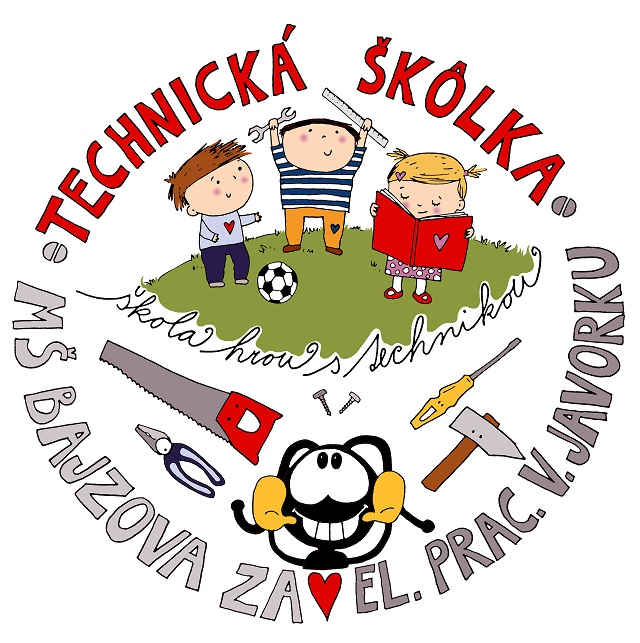 TECHNICKÁ ŠKÔLKA
škola hrou s technikou
MŠ BAJZOVA ZA ♥ EL. PRAC. V. JAVORKU